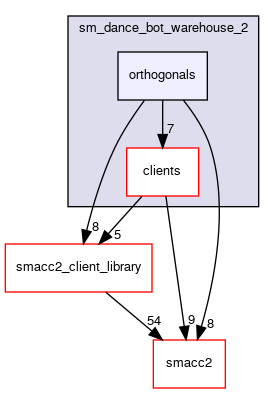 sm_dance_bot_warehouse_2
orthogonals
7
clients
8
5
smacc2_client_library
54
9
8
smacc2